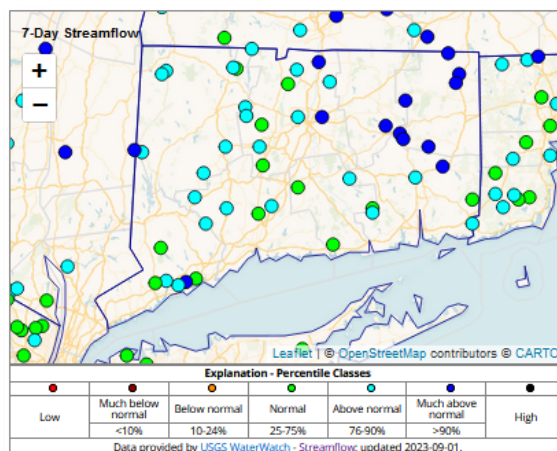 7-Day Streamflow
+
−
Leaflet | © OpenStreetMap contributors © CARTO
Explanation - Percentile Classes
Low
Much below normal
Below normal
Normal
Above normal
Much above normal
High
<10%
10-24%
25-75%
76-90%
>90%
Data provided by USGS WaterWatch - Streamflow; updated 2023-09-01.